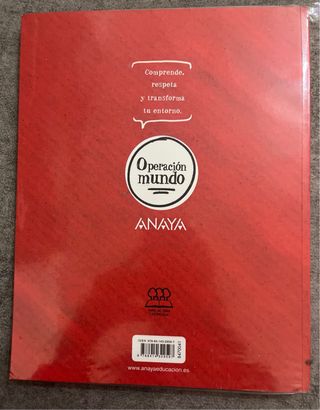 Comprende,
respeta
y transforma
tu entorno.
Operación
mundo
ANAYA
www.anayaeducacion.es